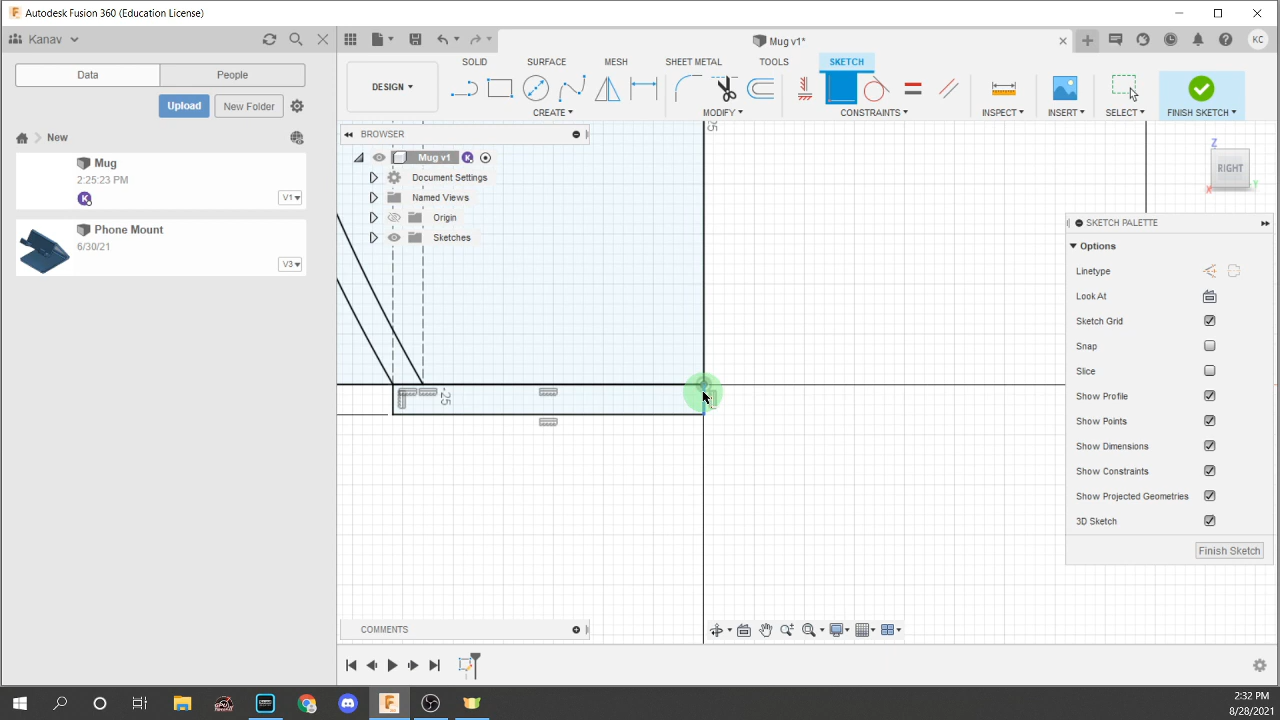 Autodesk Fusion 360 (Education License)
Kanav
Mug v1*
KC
Data
People
Upload
New Folder
New
Mug
2:25:23 PM
K
V1
Phone Mount
6/30/21
V3
DESIGN
SOLID
SURFACE
MESH
SHEET METAL
TOOLS
SKETCH
CREATE
MODIFY
CONSTRAINTS
INSPECT
INSERT
SELECT
FINISH SKETCH
BROWSER
Mug v1
K
Document Settings
Named Views
Origin
Sketches
25
.25
Z
RIGHT
X
Y
SKETCH PALETTE
Options
Linetype
Look At
Sketch Grid
Snap
Slice
Show Profile
Show Points
Show Dimensions
Show Constraints
Show Projected Geometries
3D Sketch
Finish Sketch
COMMENTS
2:32 PM
8/28/2021